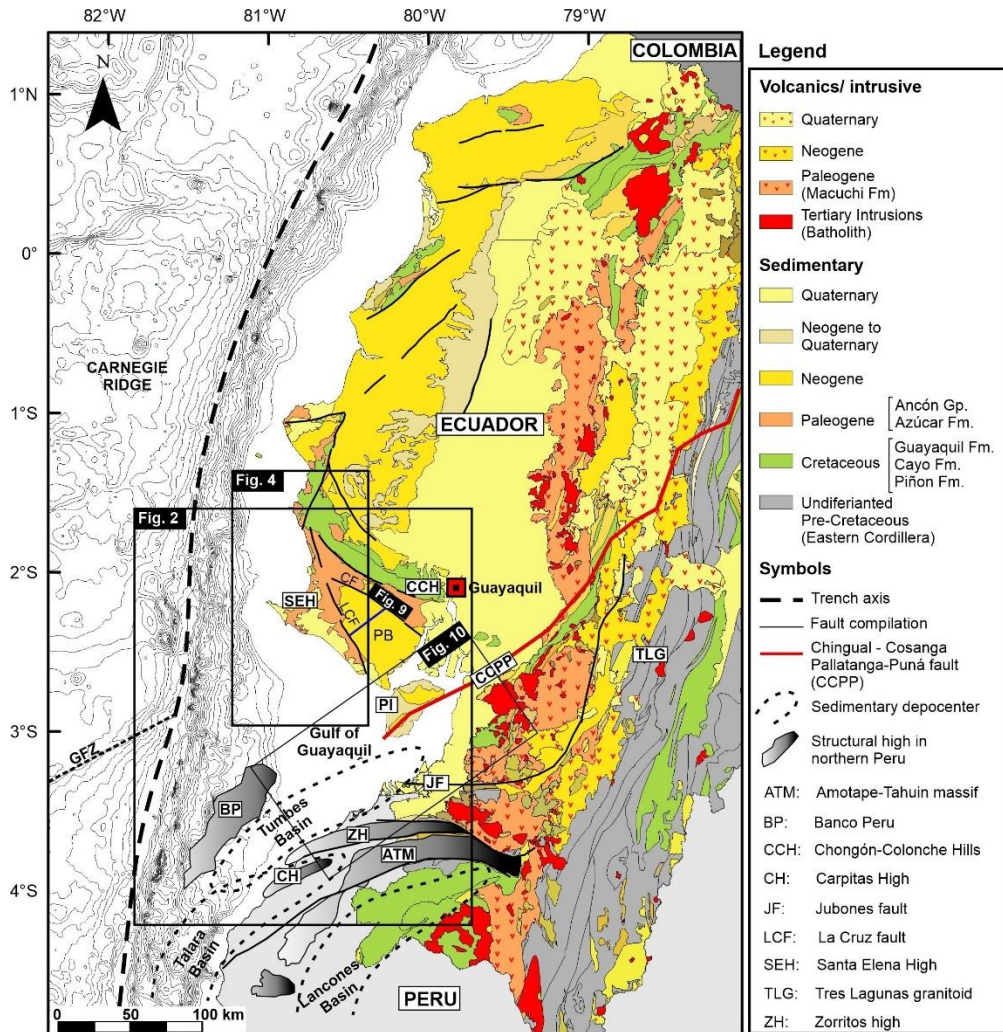 82°W 81°W 80°W 79°W
COLOMBIA
N
1°N
0°
CARNEGIE
RIDGE
1°S
ECUADOR
Fig. 4
Fig. 2
2°S
CF
CCH
Guayaquil
SEH
Fig. 9
LCF
PB
Fig. 10
CCPP
TLG
PI
3°S
Gulf of
Guayaquil
GFZ
JF
BP
Tumbes
Basin
ZH
ATM
CH
4°S
Talara
Basin
Lancones
Basin
PERU
0 20 40 60 80 100 km
Legend
Volcanics/ intrusive
Quaternary
Neogene
Paleogene
(Macuchi Fm)
Tertiary Intrusions
(Batholith)
Sedimentary
Quaternary
Neogene to
Quaternary
Neogene
Paleogene
Ancón Gp.
Azúcar Fm.
Cretaceous
Guayaquil Fm.
Cayo Fm.
Piñon Fm.
Undifierianted
Pre-Cretaceous
(Eastern Cordillera)
Symbols
Trench axis
Fault compilation
Chingual - Cosanga
Pallatanga-Puná fault
(CCPP)
Sedimentary depocenter
Structural high in
northern Peru
ATM: Amotape-Tahuin massif
BP: Banco Peru
CCH: Chongón-Colonche Hills
CH: Carpitas High
JF: Jubones fault
LCF: La Cruz fault
SEH: Santa Elena High
TLG: Tres Lagunas granitoid
ZH: Zorritos high